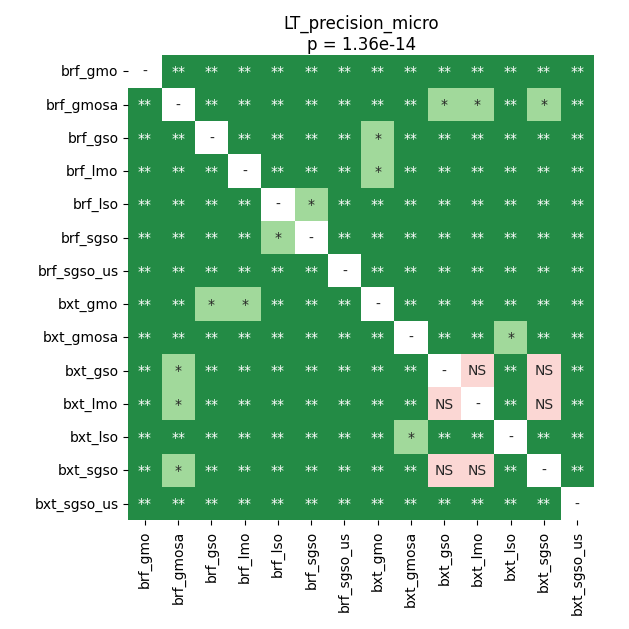 LT_precision_micro
p = 1.36e-14
brf_gmo - ** ** ** ** ** ** ** ** ** ** ** ** **
brf_gmosa ** - ** ** ** ** ** ** ** * * ** * **
brf_gso ** ** - ** ** ** ** * ** ** ** ** ** **
brf_lmo ** ** ** - ** ** ** * ** ** ** ** ** **
brf_lso ** ** ** ** - * ** ** ** ** ** ** ** **
brf_sgso ** ** ** ** * - ** ** ** ** ** ** ** **
brf_sgso_us ** ** ** ** ** ** - ** ** ** ** ** ** **
bxt_gmo ** ** * * ** ** ** - ** ** ** ** ** **
bxt_gmosa ** ** ** ** ** ** ** ** - ** ** * ** **
bxt_gso ** * ** ** ** ** ** ** ** - NS ** NS **
bxt_lmo ** * ** ** ** ** ** ** ** NS - ** NS **
bxt_lso ** ** ** ** ** ** ** ** * ** ** - ** **
bxt_sgso ** * ** ** ** ** ** ** ** NS NS ** - **
bxt_sgso_us ** ** ** ** ** ** ** ** ** ** ** ** ** -
brf_gmo brf_gmosa brf_gso brf_lmo brf_lso brf_sgso brf_sgso_us bxt_gmo bxt_gmosa bxt_gso bxt_lmo bxt_lso bxt_sgso bxt_sgso_us